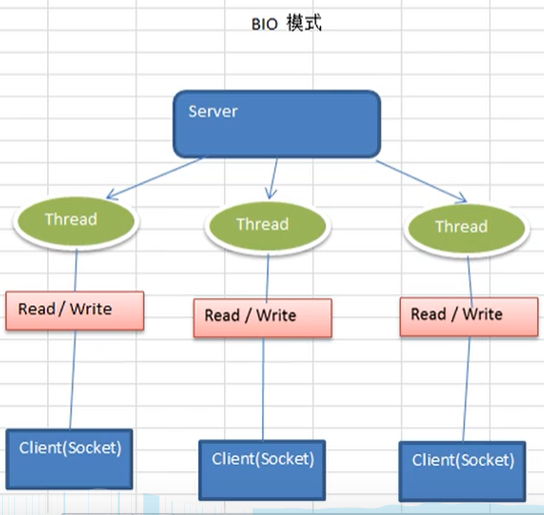 BIO 模式
Server
Thread
Thread
Thread
Read / Write
Read / Write
Read / Write
Client(Socket)
Client(Socket)
Client(Socket)